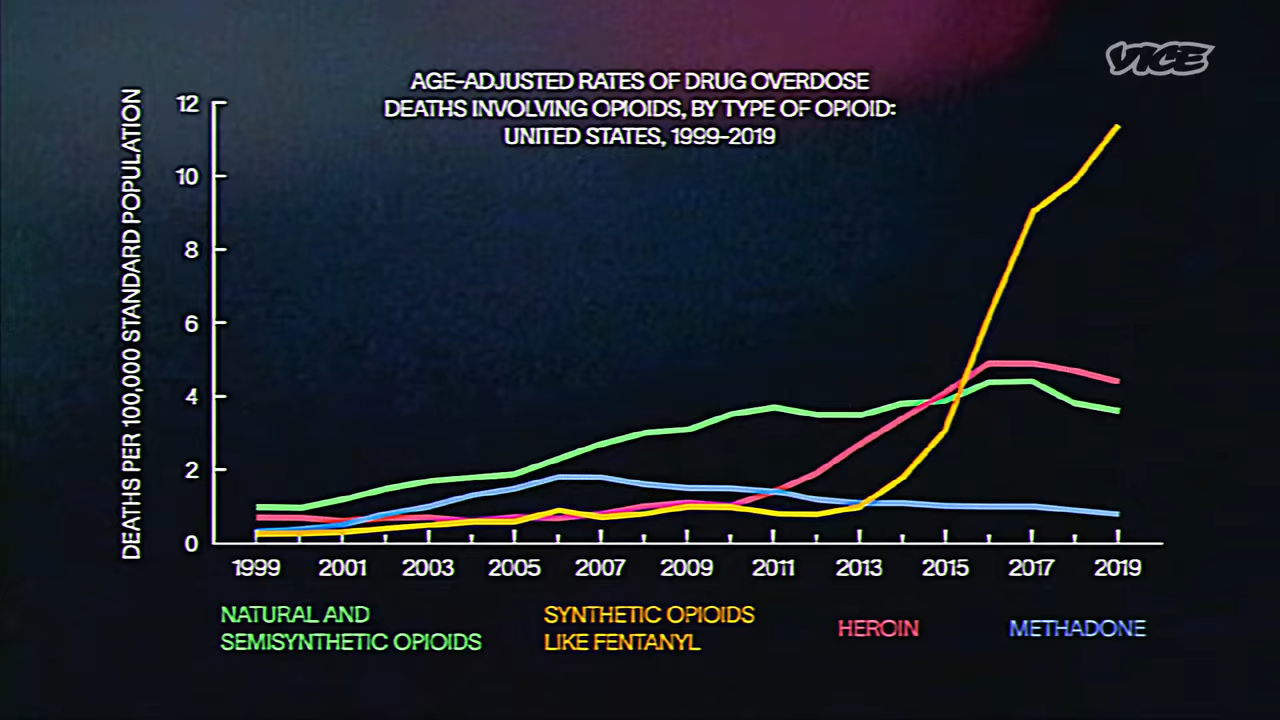 VICE
AGE-ADJUSTED RATES OF DRUG OVERDOSE
DEATHS INVOLVING OPIOIDS, BY TYPE OF OPIOID:
UNITED STATES, 1999-2019
DEATHS PER 100,000 STANDARD POPULATION
12
10
8
6
4
2
0
1999 2001 2003 2005 2007 2009 2011 2013 2015 2017 2019
NATURAL AND
SEMISYNTHETIC OPIOIDS
SYNTHETIC OPIOIDS
LIKE FENTANYL
HEROIN
METHADONE